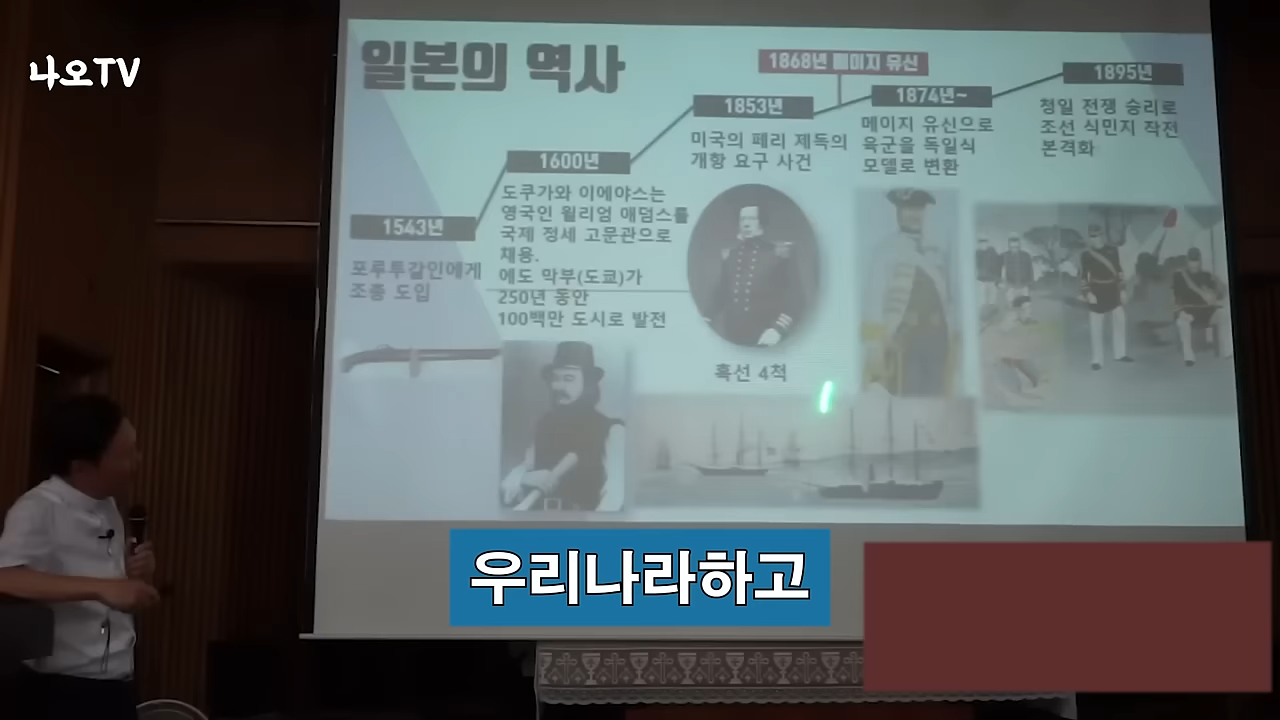 나오TV
일본의 역사
1543년
포루투갈인에게
조총 도입
1600년
도쿠가와 이에야스는
영국인 윌리엄 애덤스를
국제 정세 고문관으로
채용.
에도 막부(도쿄)가
250년 동안
100백만 도시로 발전
1853년
미국의 페리 제독의
개항 요구 사건
흑선 4척
1868년 메이지 유신
1874년~
메이지 유신으로
육군을 독일식
모델로 변환
1895년
청일 전쟁 승리로
조선 식민지 작전
본격화
우리나라하고